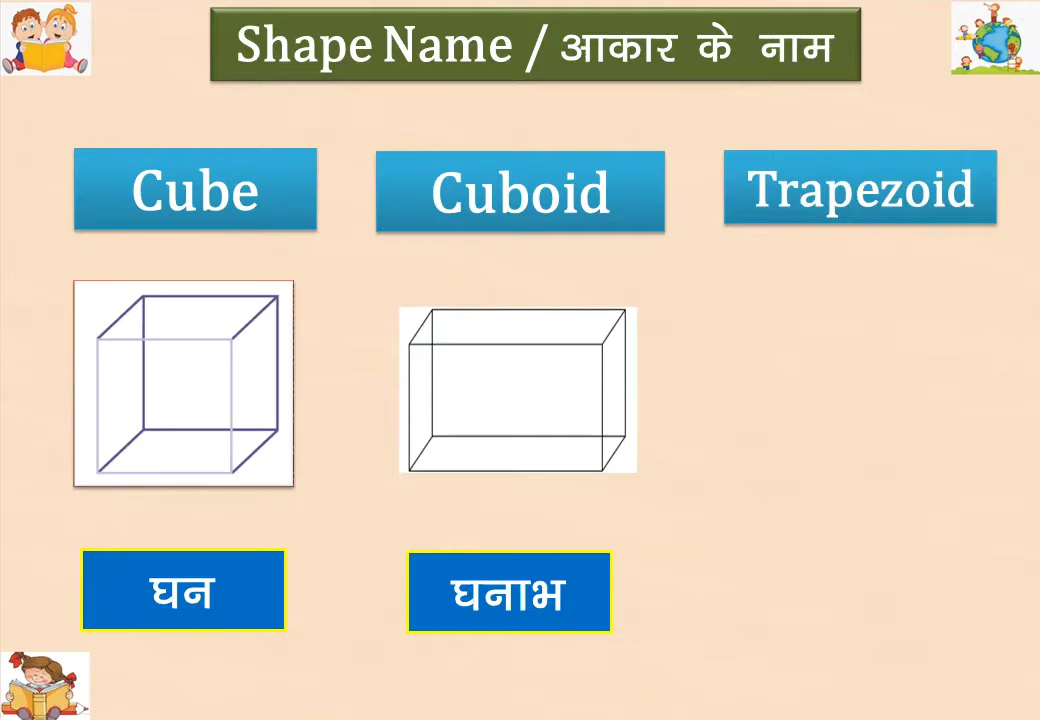 Shape Name / आकार के नाम
Cube
Cuboid
Trapezoid
घन
घनाभ